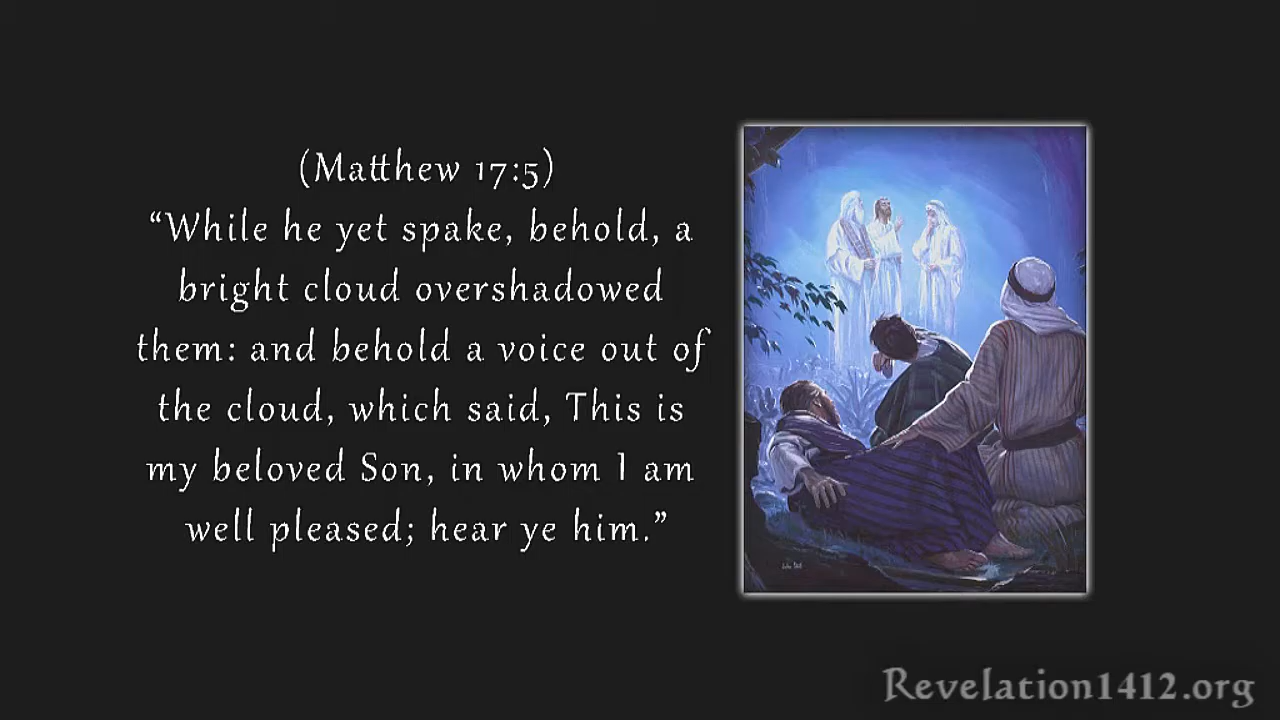 (Matthew 17:5)
“While he yet spake, behold, a
bright cloud overshadowed
them: and behold a voice out of
the cloud, which said, This is
my beloved Son, in whom I am
well pleased; hear ye him.”
Revelation1412.org